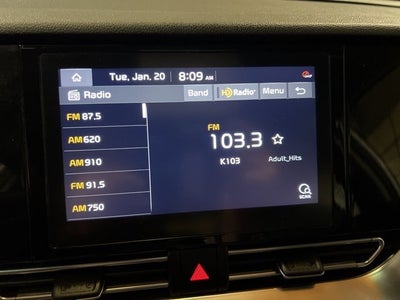 Tue, Jan. 20 8:09 AM
Radio Band HD Radio Menu
FM 87.5
AM 620
AM 910
FM 91.5
AM 750
FM
103.3
K103 Adult_Hits
SCAN